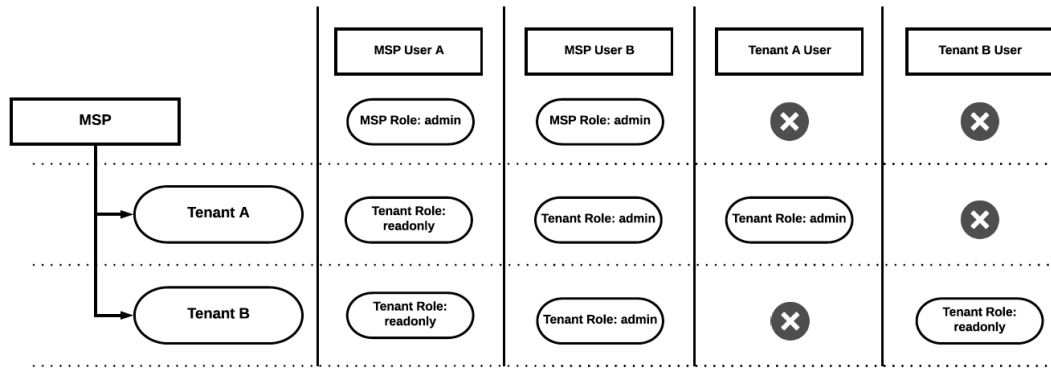 MSP User A
MSP User B
Tenant A User
Tenant B User
MSP
MSP Role: admin
MSP Role: admin
Tenant A
Tenant Role:
readonly
Tenant Role: admin
Tenant Role: admin
Tenant B
Tenant Role:
readonly
Tenant Role: admin
Tenant Role:
readonly